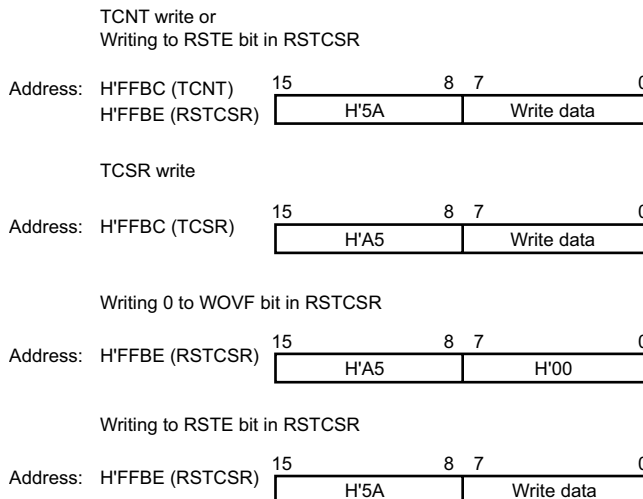 TCNT write or
Writing to RSTE bit in RSTCSR
Address: H'FFBC (TCNT) 15 8 7 0
H'FFBE (RSTCSR) H'5A Write data
TCSR write
15 8 7 0
Address: H'FFBC (TCSR) H'A5 Write data
Writing 0 to WOVF bit in RSTCSR
15 8 7 0
Address: H'FFBE (RSTCSR) H'A5 H'00
Writing to RSTE bit in RSTCSR
15 8 7 0
Address: H'FFBE (RSTCSR) H'5A Write data